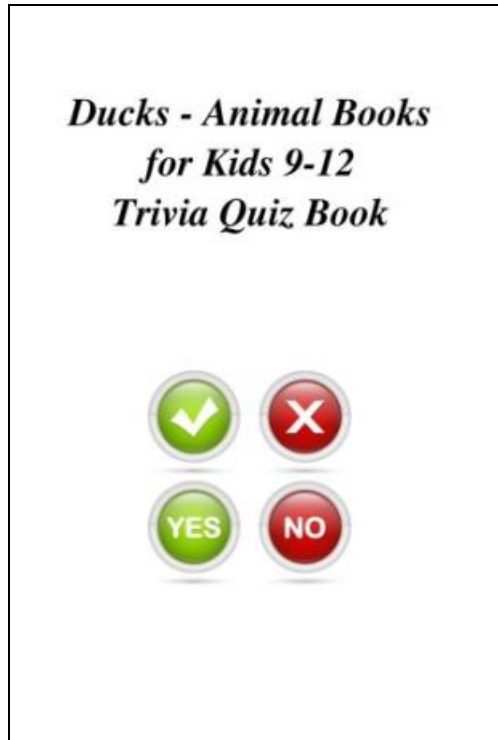 Ducks - Animal Books
for Kids 9-12
Trivia Quiz Book
YES NO